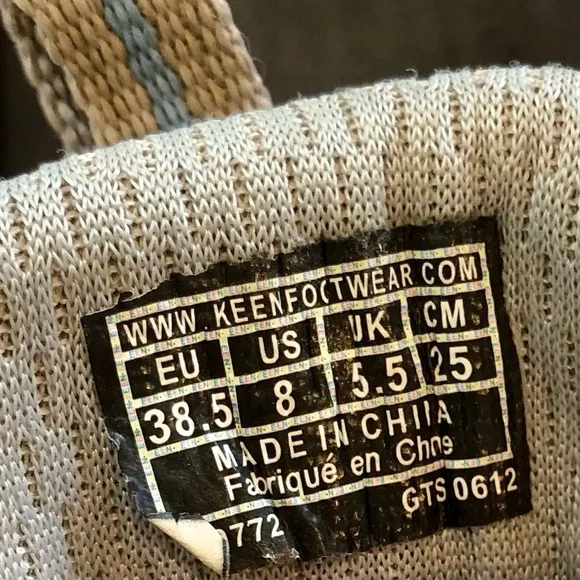 WWW.KEENFOOTWEAR.COM
EU US UK CM
38.5 8 5.5 25
MADE IN CHINA
Fabriqué en Chine
772 GTS 0612